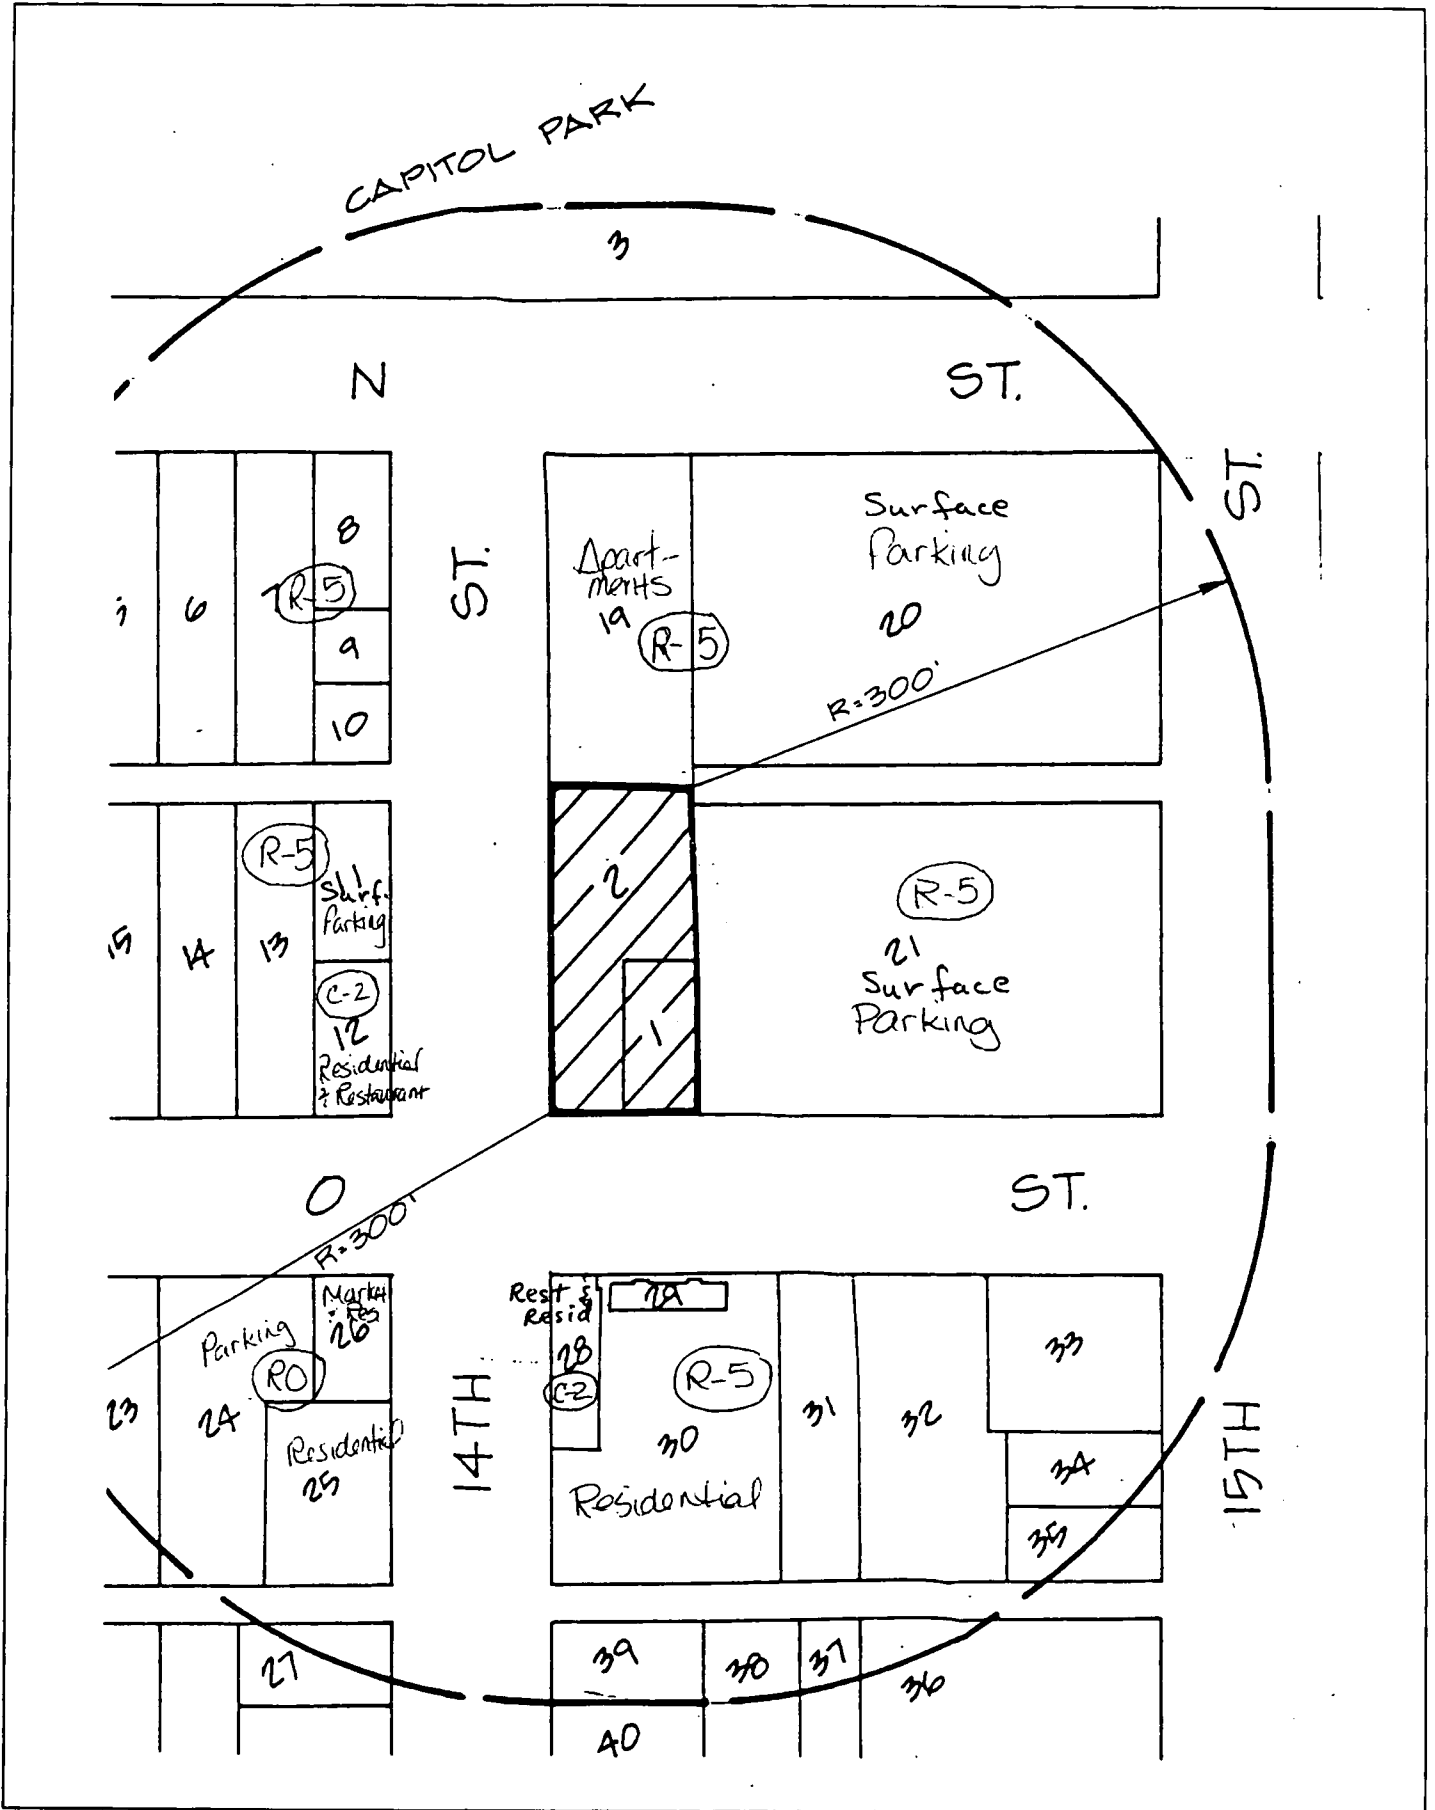 CAPITOL PARK
3
N ST.
ST.
ST.
8
6
7
R-5
9
10
Apart-
ments
19
R-5
Surface
Parking
20
R=300'
R-5
11
Surf.
Parking
15
14
13
C-2
12
Residential
& Restaurant
2
1
R-5
21
Surface
Parking
O ST.
R=300'
Markt
& Res
26
Parking
RO
23
24
Residential
25
14TH
Rest &
Resid
28
C-2
29
R-5
30
Residential
31
32
33
34
35
15TH
27
39
38
37
36
40